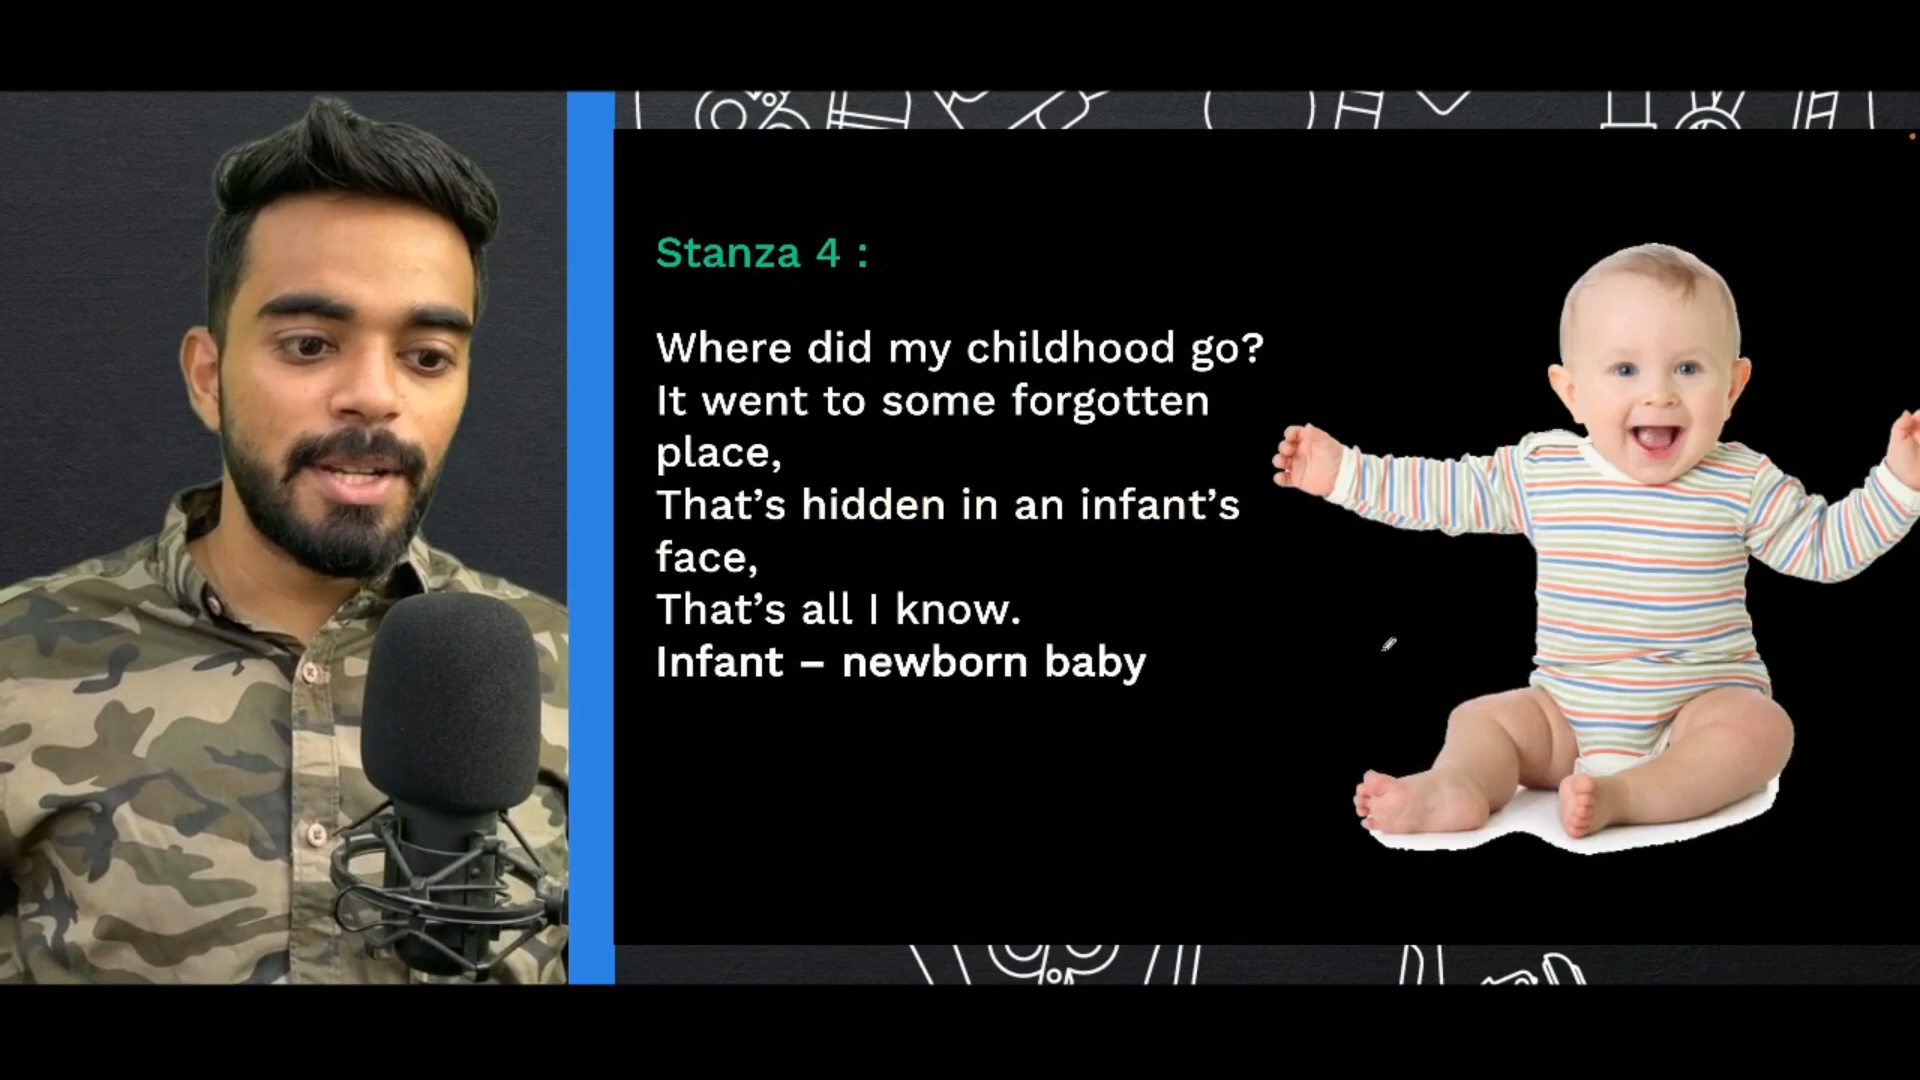 Stanza 4 :
Where did my childhood go?
It went to some forgotten
place,
That’s hidden in an infant’s
face,
That’s all I know.
Infant – newborn baby